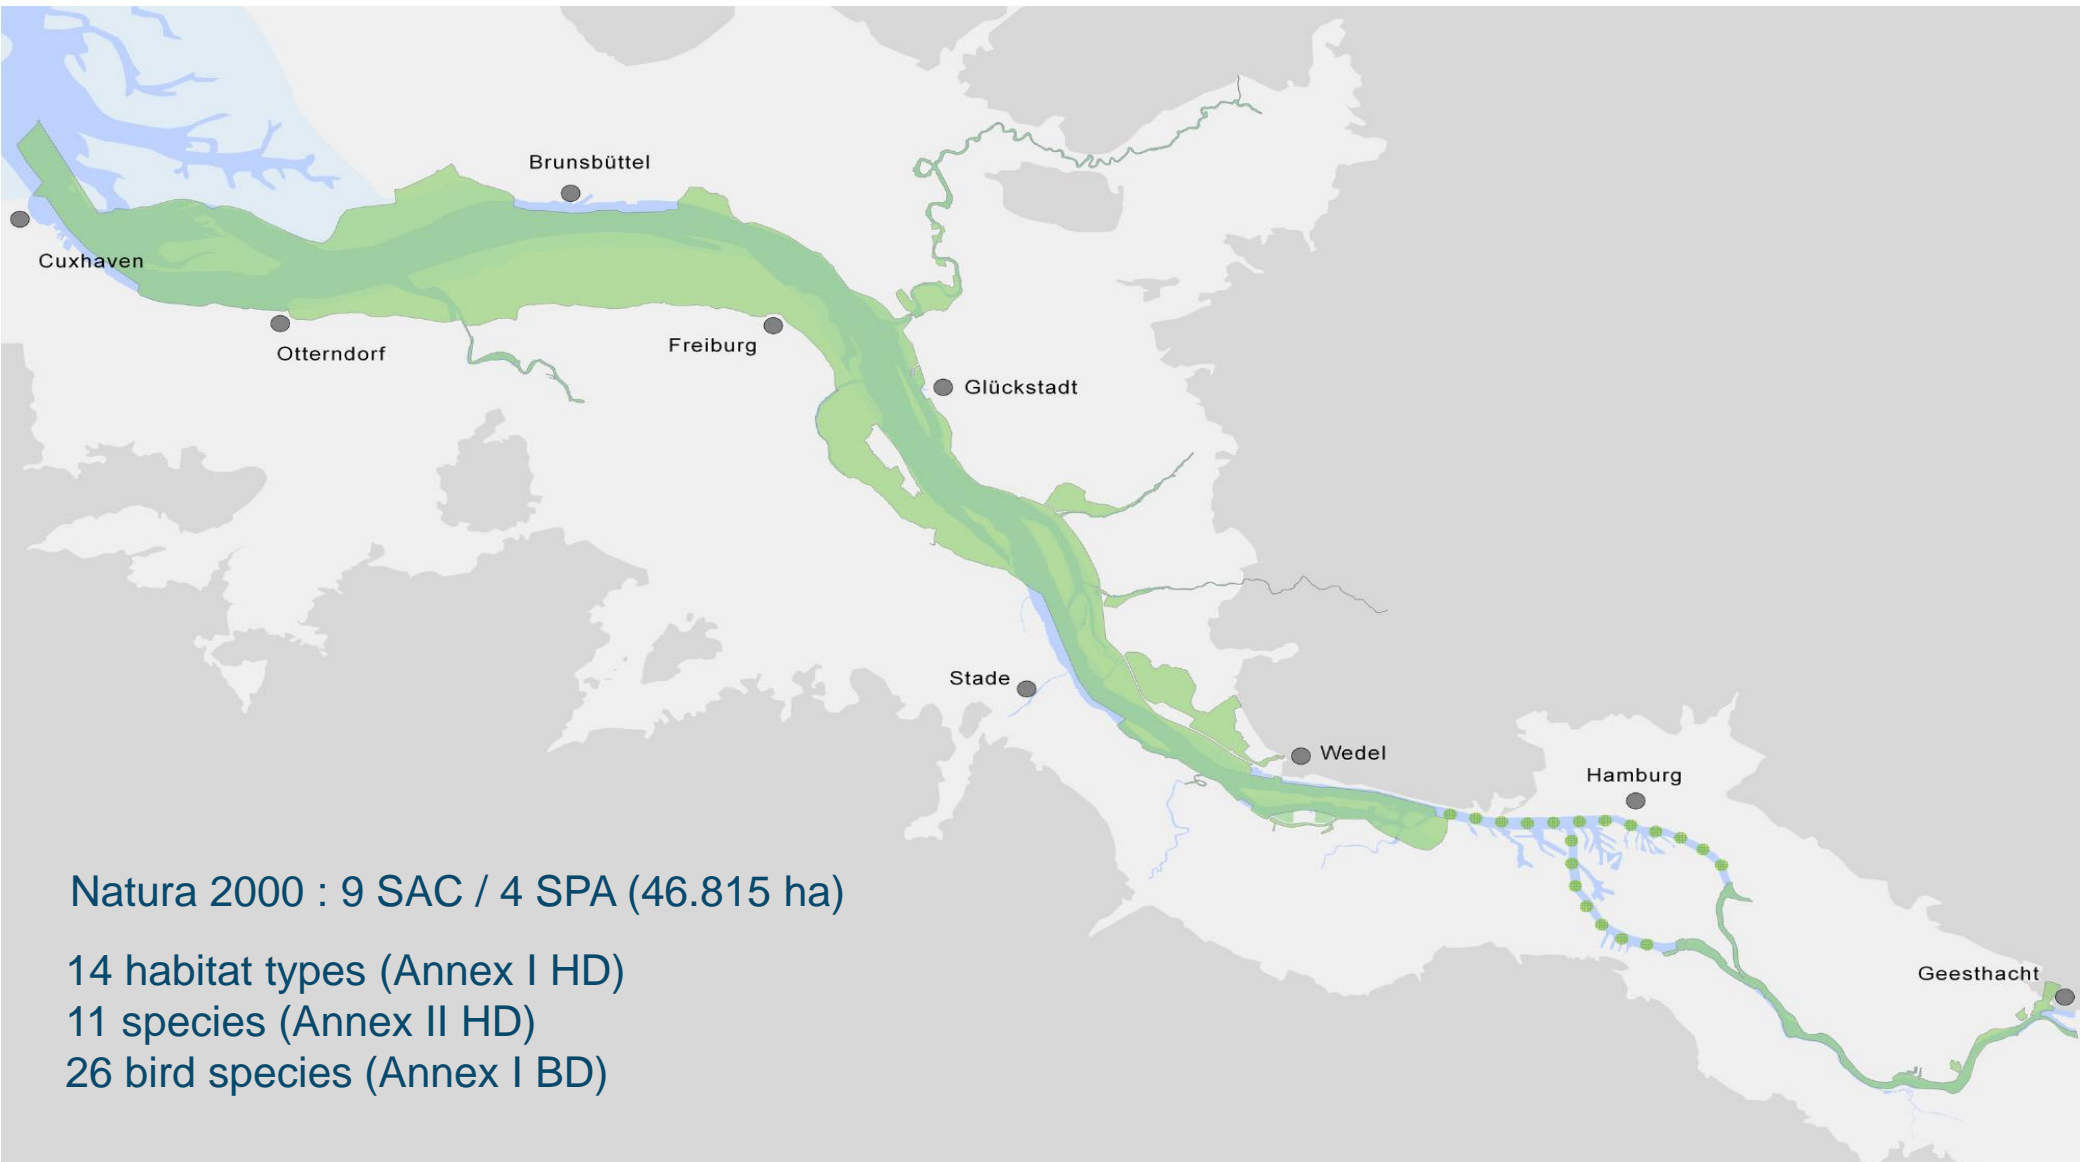 Brunsbüttel
Cuxhaven
Otterndorf
Freiburg
Glückstadt
Stade
Wedel
Hamburg
Geesthacht
Natura 2000 : 9 SAC / 4 SPA (46.815 ha)
14 habitat types (Annex I HD)
11 species (Annex II HD)
26 bird species (Annex I BD)